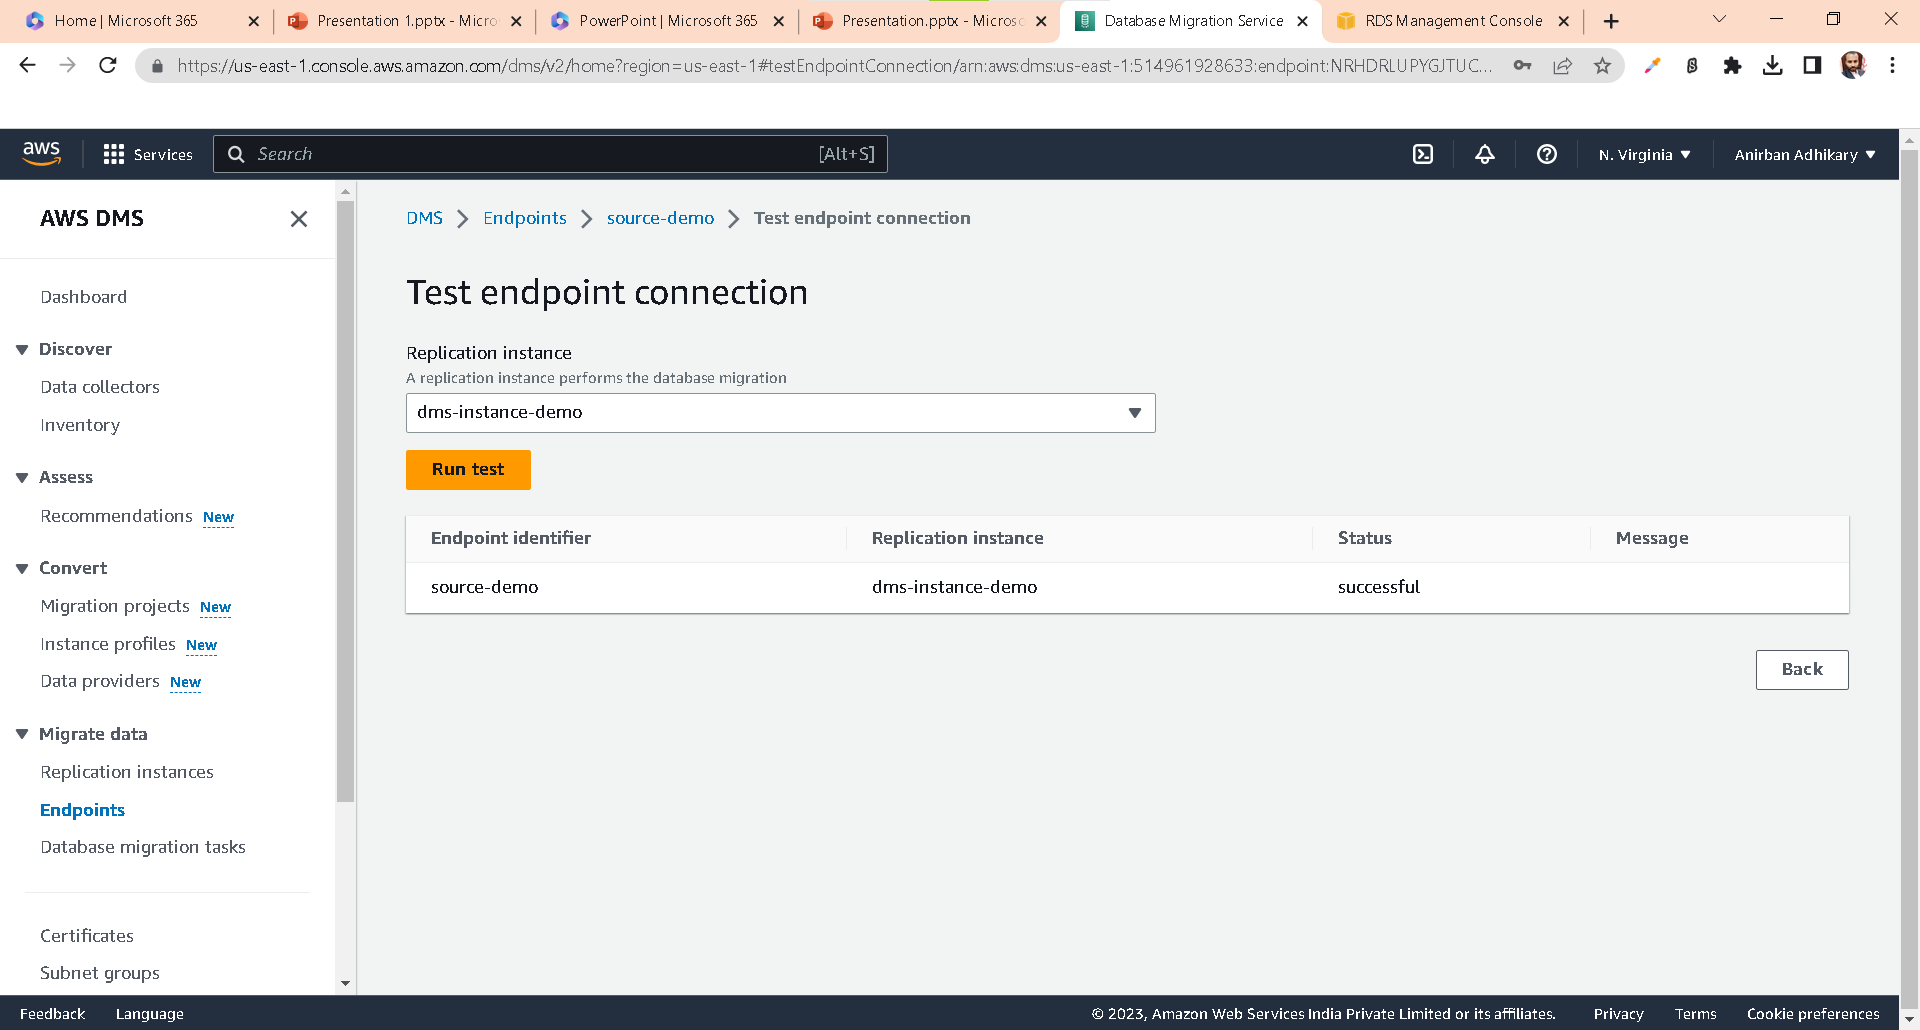 Home | Microsoft 365
Presentation 1.pptx - Micro
PowerPoint | Microsoft 365
Presentation.pptx - Microsc
Database Migration Service
RDS Management Console
https://us-east-1.console.aws.amazon.com/dms/v2/home?region=us-east-1#testEndpointConnection/arn:aws:dms:us-east-1:514961928633:endpoint:NRHDRLUPYGJTUC...
aws
Services
Search
[Alt+S]
N. Virginia
Anirban Adhikary
AWS DMS
Dashboard
Discover
Data collectors
Inventory
Assess
Recommendations New
Convert
Migration projects New
Instance profiles New
Data providers New
Migrate data
Replication instances
Endpoints
Database migration tasks
Certificates
Subnet groups
DMS
Endpoints
source-demo
Test endpoint connection
Test endpoint connection
Replication instance
A replication instance performs the database migration
dms-instance-demo
Run test
Endpoint identifier Replication instance Status Message
source-demo dms-instance-demo successful
Back
Feedback
Language
© 2023, Amazon Web Services India Private Limited or its affiliates.
Privacy
Terms
Cookie preferences